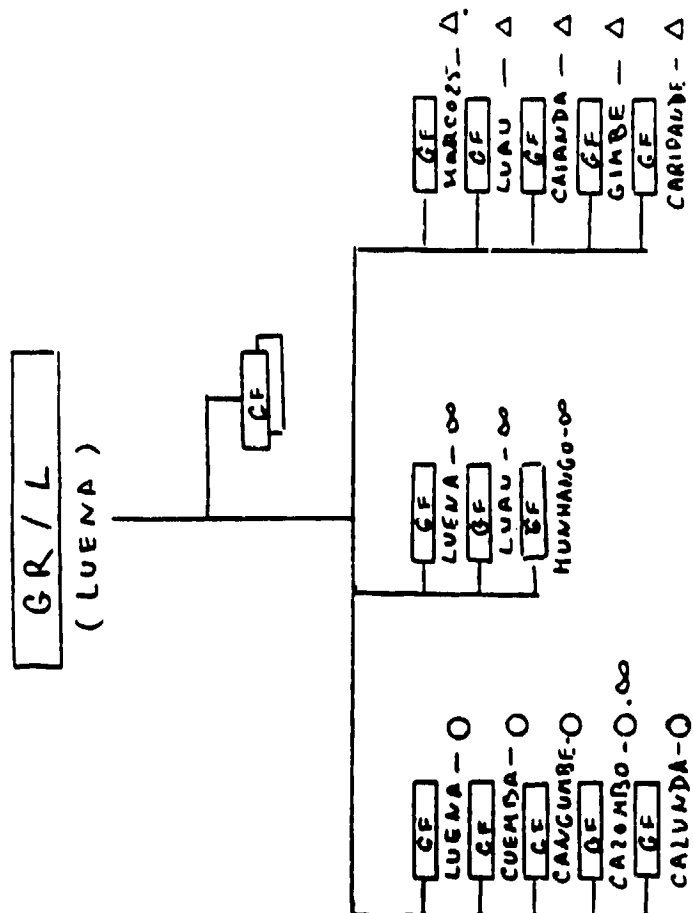 GR / L
(LUENA)
GF
GF
LUENA — O
GF
CUEMBA — O
GF
CANGUMBE-O
GF
CAZOMBO - O.∞
GF
CALUNDA-O
GF
LUENA - ∞
GF
LUAU - ∞
GF
MUNHANGO-∞
GF
MARCO25_ Δ.
GF
LUAU — Δ
GF
CAIANDA — Δ
GF
GIMBE — Δ
GF
CARIPANDE - Δ